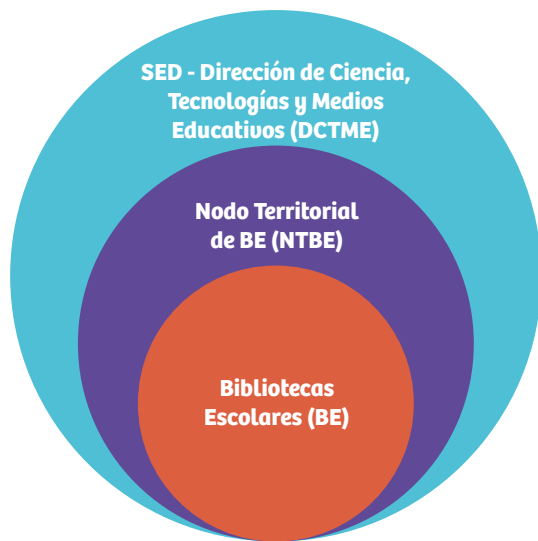 SED - Dirección de Ciencia,
Tecnologías y Medios
Educativos (DCTME)
Nodo Territorial
de BE (NTBE)
Bibliotecas
Escolares (BE)